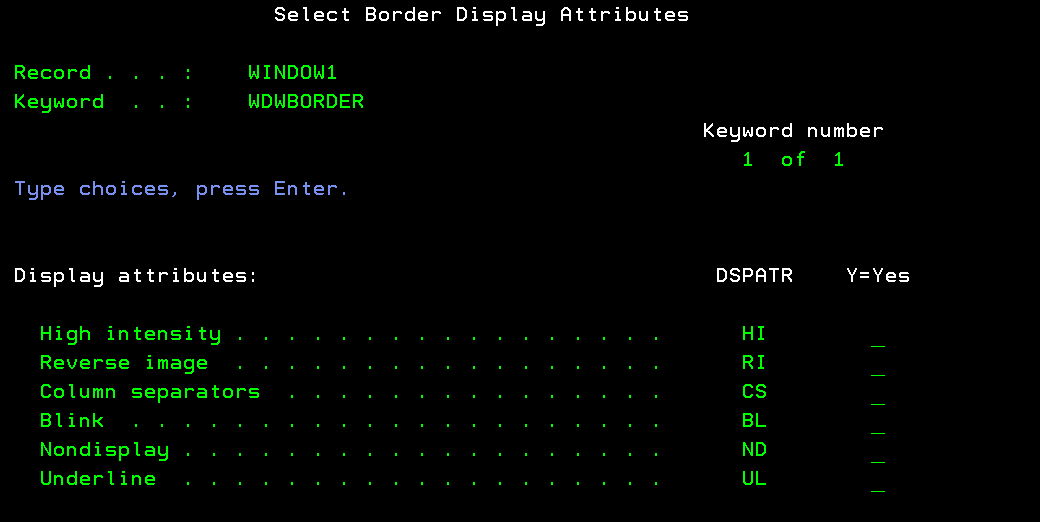 Select Border Display Attributes
Record . . . :    WINDOW1
Keyword  . . :    WDWBORDER
Keyword number
1  of  1
Type choices, press Enter.
Display attributes:    DSPATR    Y=Yes
High intensity . . . . . . . . . . . . . . . . .    HI    _
Reverse image  . . . . . . . . . . . . . . . . .    RI    _
Column separators  . . . . . . . . . . . . . . .    CS    _
Blink  . . . . . . . . . . . . . . . . . . . . .    BL    _
Nondisplay . . . . . . . . . . . . . . . . . . .    ND    _
Underline  . . . . . . . . . . . . . . . . . . .    UL    _